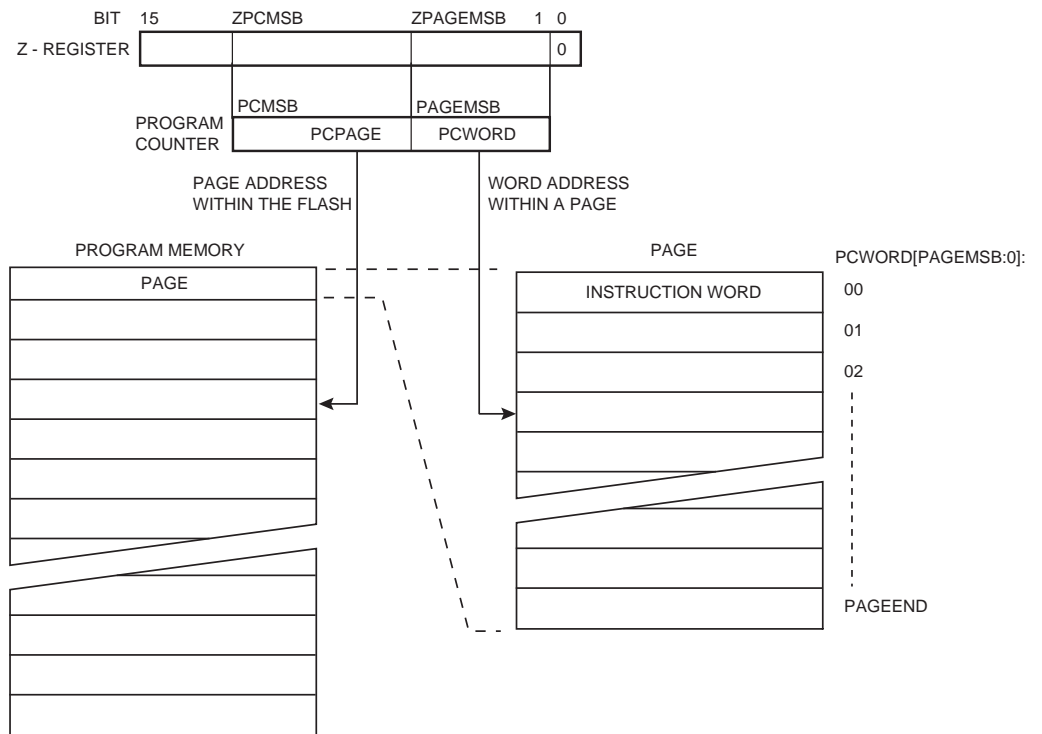 BIT 15 ZPCMSB ZPAGEMSB 1 0
Z - REGISTER 0
PCMSB PAGEMSB
PROGRAM
COUNTER
PCPAGE PCWORD
PAGE ADDRESS
WITHIN THE FLASH
WORD ADDRESS
WITHIN A PAGE
PROGRAM MEMORY
PAGE
PAGE
PCWORD[PAGEMSB:0]:
INSTRUCTION WORD
00
01
02
PAGEEND